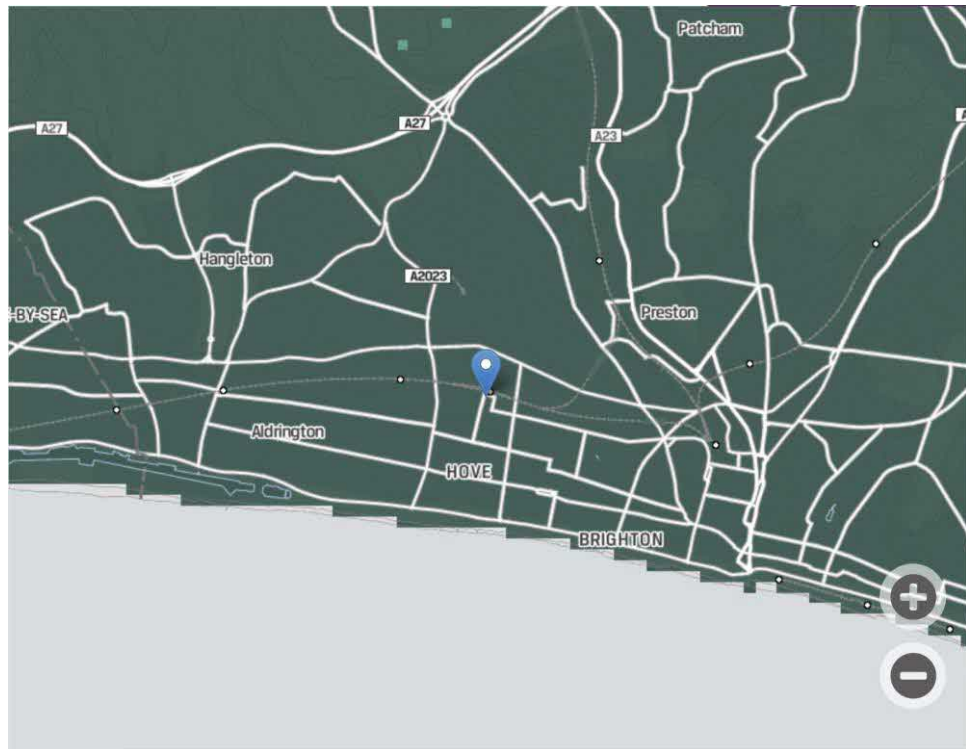 Patcham
A27
A27
A23
A
Hangleton
A2023
E-BY-SEA
Preston
Aldrington
HOVE
BRIGHTON